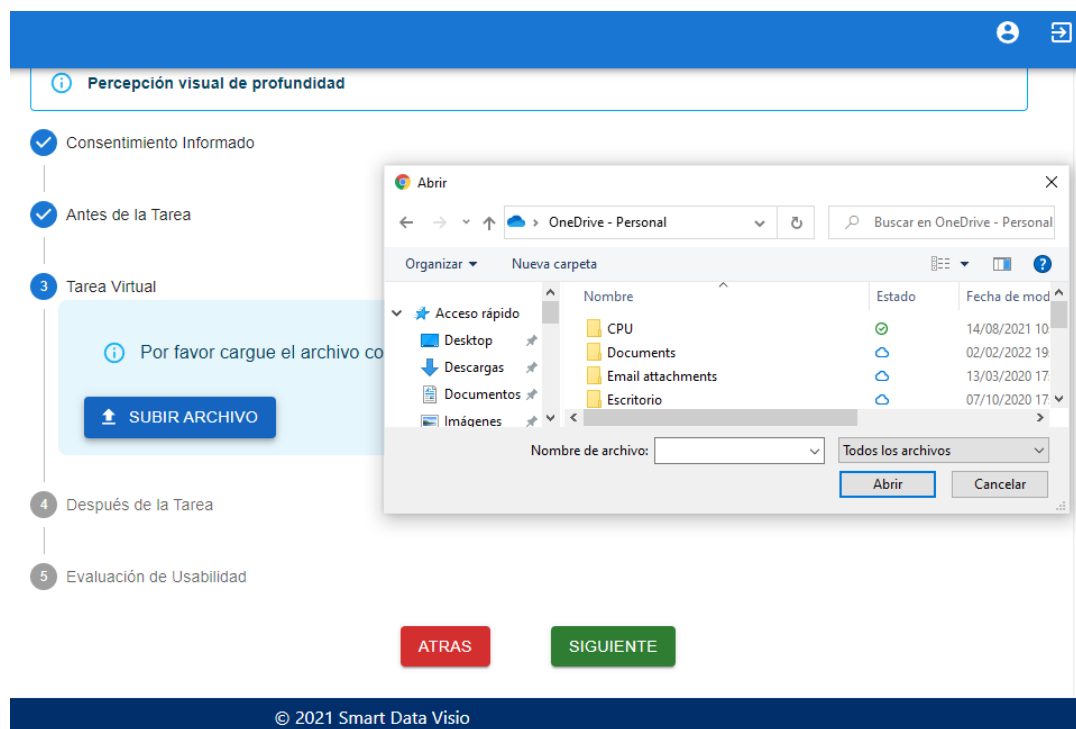 Percepción visual de profundidad
Consentimiento Informado
Antes de la Tarea
3 Tarea Virtual
Por favor cargue el archivo co
SUBIR ARCHIVO
4 Después de la Tarea
5 Evaluación de Usabilidad
Abrir
OneDrive - Personal
Buscar en OneDrive - Personal
Organizar Nueva carpeta
Acceso rápido
Desktop
Descargas
Documentos
Imágenes
Nombre Estado Fecha de mod
CPU 14/08/2021 10:
Documents 02/02/2022 19:
Email attachments 13/03/2020 17:
Escritorio 07/10/2020 17:
Nombre de archivo: Todos los archivos
Abrir Cancelar
ATRAS SIGUIENTE
© 2021 Smart Data Visio